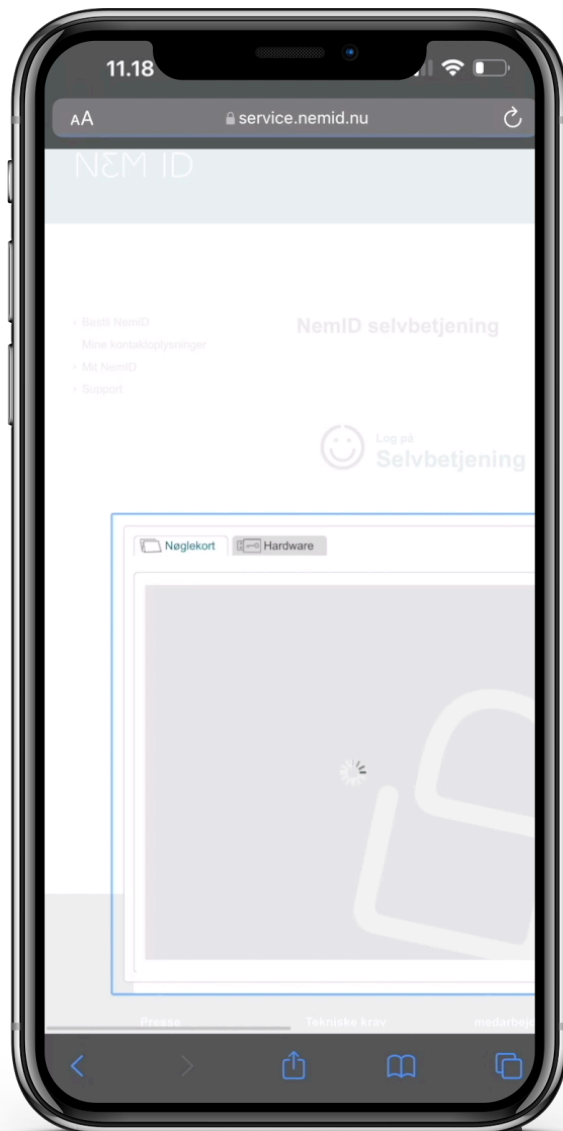 11.18
AA service.nemid.nu
NEM ID
Bestil NemID
Mine kontaktoplysninger
Mit NemID
Support
NemID selvbetjening
Log på
Selvbetjening
Nøglekort Hardware
Presse Tekniske krav